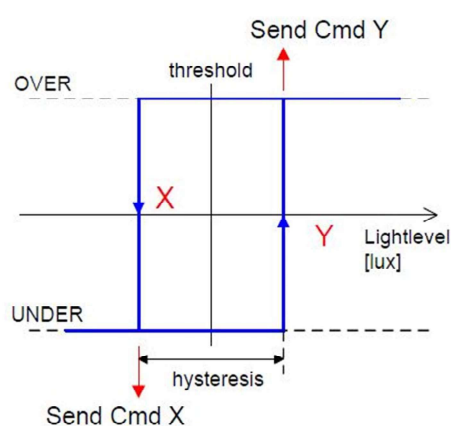 Send Cmd Y
threshold
OVER
X
Y
Lightlevel
[lux]
UNDER
hysteresis
Send Cmd X